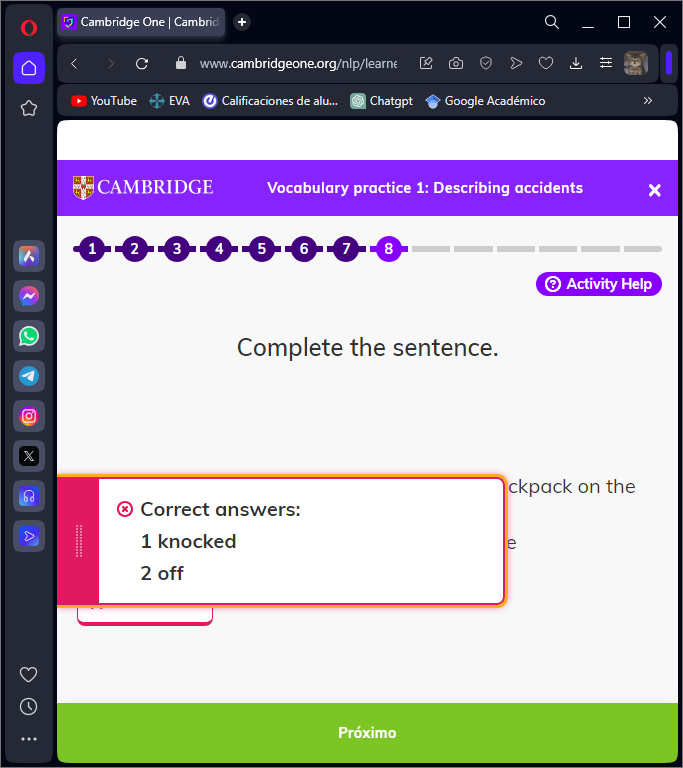 Cambridge One | Cambrid
www.cambridgeone.org/nlp/learne
YouTube
EVA
Calificaciones de alu...
Chatgpt
Google Académico
CAMBRIDGE
Vocabulary practice 1: Describing accidents
1 2 3 4 5 6 7 8
Activity Help
Complete the sentence.
ckpack on the
Correct answers:
1 knocked
e
2 off
Próximo